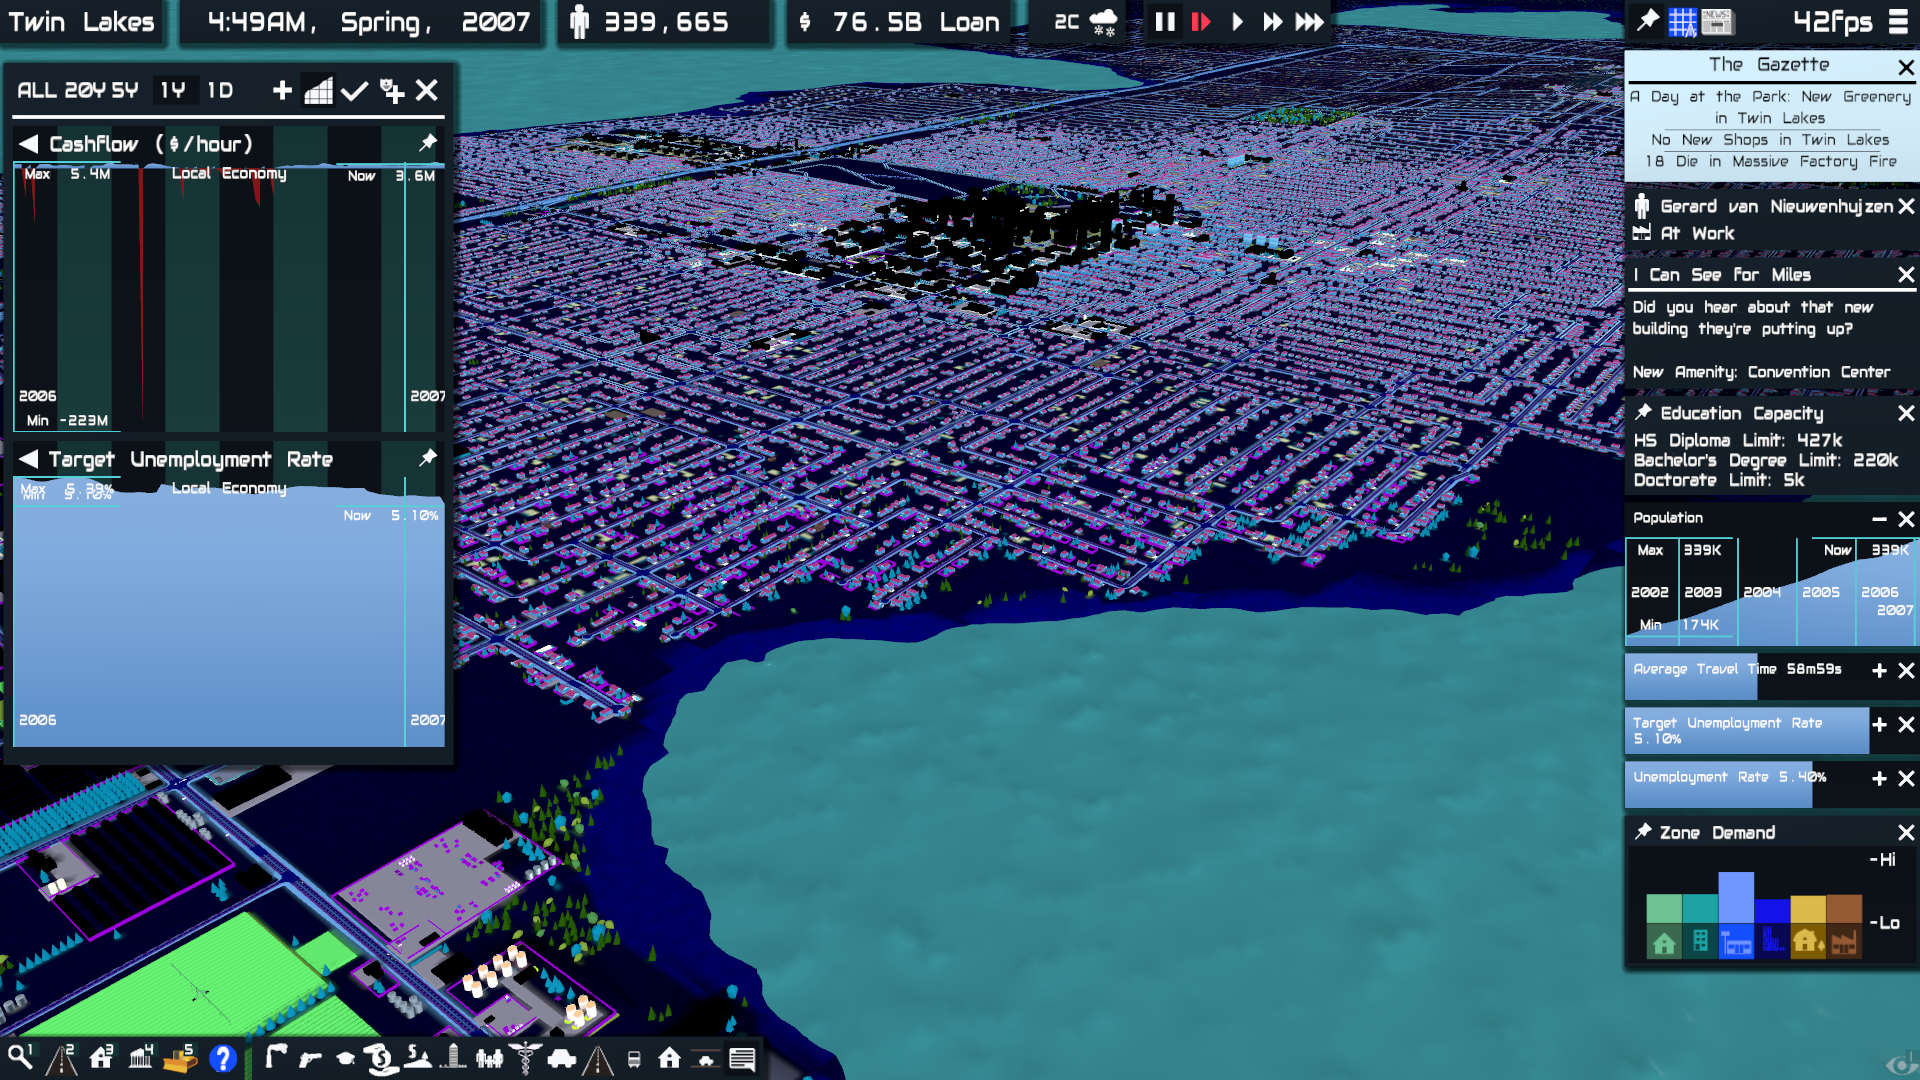 Twin Lakes
4:49AM, Spring, 2007
339,665
$ 76.5B Loan
2C
42fps
ALL 20Y 5Y 1Y 1D
Cashflow ($/hour)
Max 5.4M
Local Economy
Now 3.6M
2006
2007
Min -223M
Target Unemployment Rate
Max 5.39%
Min 5.10%
Local Economy
Now 5.10%
2006
2007
NEWS
The Gazette
A Day at the Park: New Greenery
in Twin Lakes
No New Shops in Twin Lakes
18 Die in Massive Factory Fire
Gerard van Nieuwenhujzen
At Work
I Can See for Miles
Did you hear about that new
building they're putting up?
New Amenity: Convention Center
Education Capacity
HS Diploma Limit: 427k
Bachelor's Degree Limit: 220k
Doctorate Limit: 5k
Population
Max 339K
Now 339K
2002 2003 2004 2005 2006
2007
Min 174K
Average Travel Time 58m59s
Target Unemployment Rate
5.10%
Unemployment Rate 5.40%
Zone Demand
-Hi
-Lo
1 2 3 4 5 ?